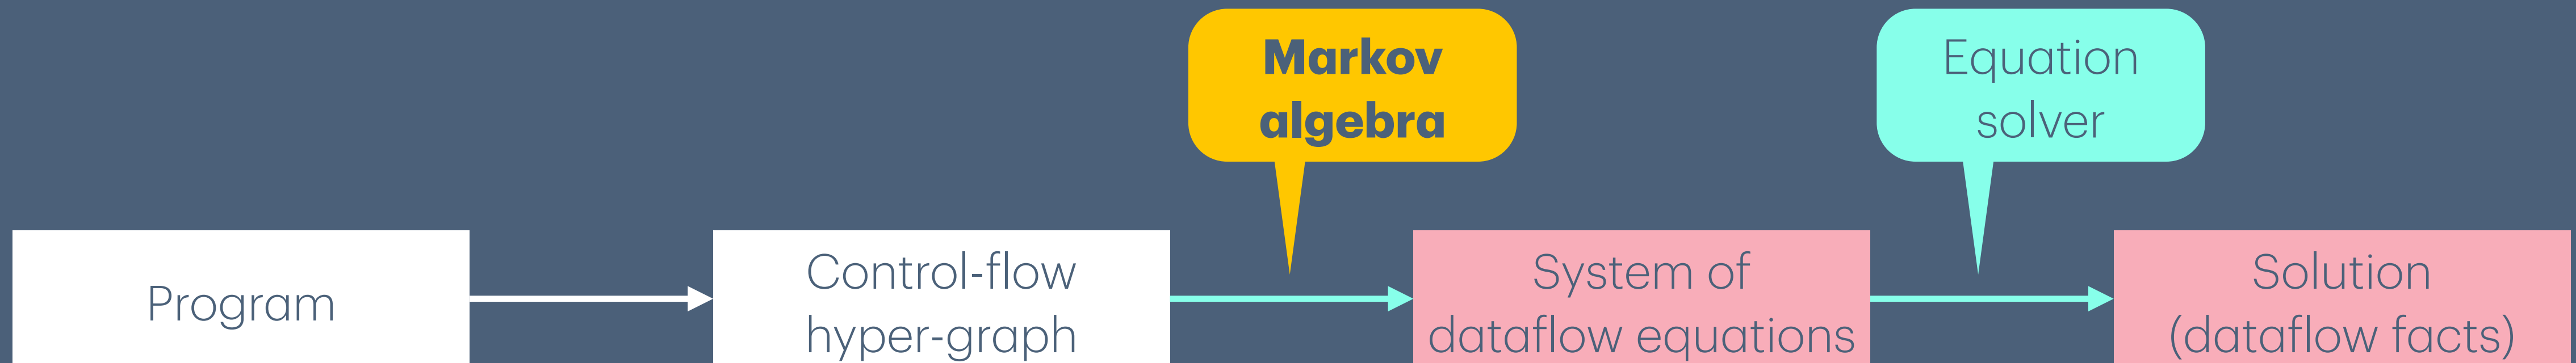 Markov
algebra
Equation
solver
Program
Control-flow
hyper-graph
System of
dataflow equations
Solution
(dataflow facts)